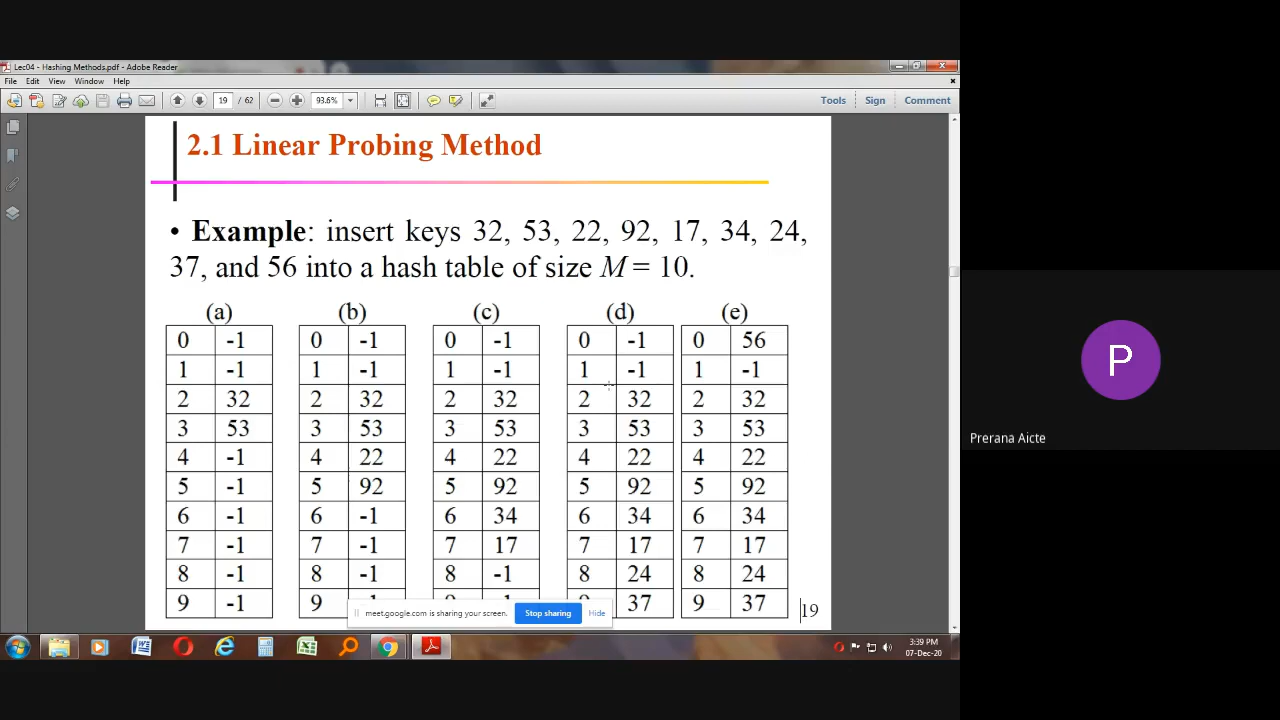 Lec04 - Hashing Methods.pdf - Adobe Reader
File Edit View Window Help
19 / 62 93.6% Tools Sign Comment
2.1 Linear Probing Method
• Example: insert keys 32, 53, 22, 92, 17, 34, 24,
37, and 56 into a hash table of size M = 10.
(a) (b) (c) (d) (e)
0 -1 0 -1 0 -1 0 -1 0 56
1 -1 1 -1 1 -1 1 -1 1 -1
2 32 2 32 2 32 2 32 2 32
3 53 3 53 3 53 3 53 3 53
4 -1 4 22 4 22 4 22 4 22
5 -1 5 92 5 92 5 92 5 92
6 -1 6 -1 6 34 6 34 6 34
7 -1 7 -1 7 17 7 17 7 17
8 -1 8 -1 8 -1 8 24 8 24
9 -1 9 37 9 37
19
meet.google.com is sharing your screen. Stop sharing Hide
3:39 PM
07-Dec-20
P
Prerana Aicte